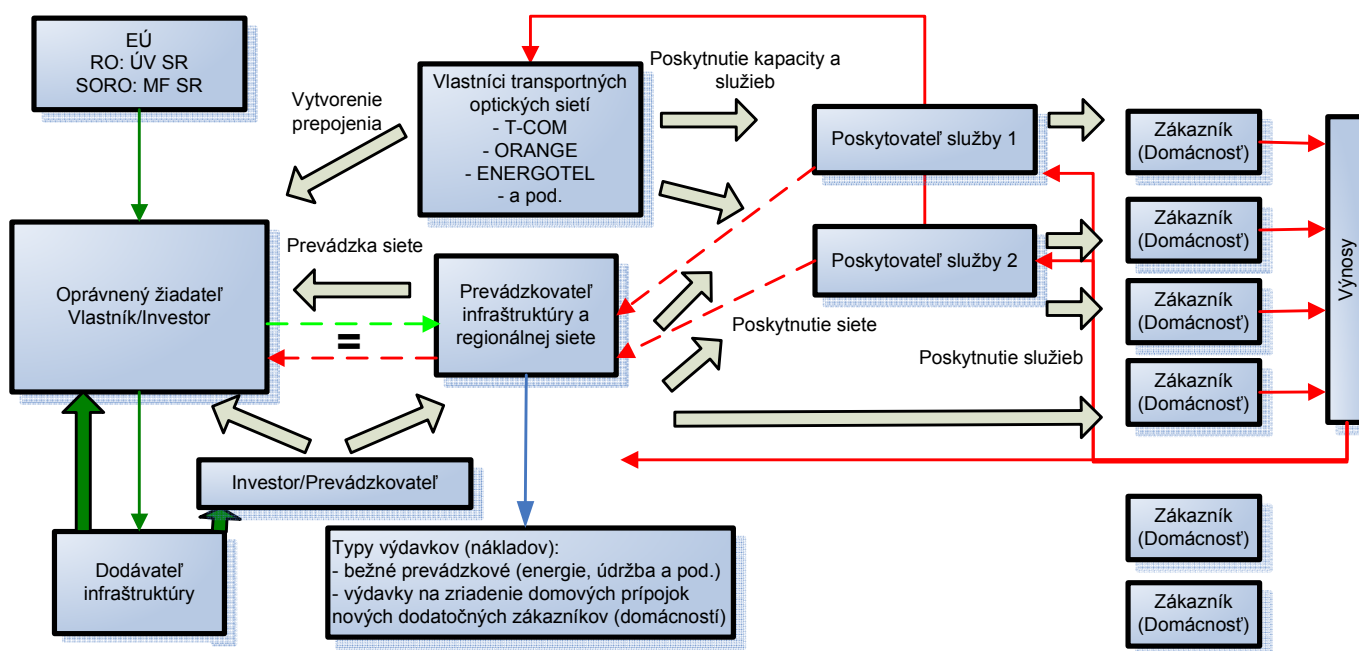 EÚ
RO: ÚV SR
SORO: MF SR
Vytvorenie
prepojenia
Vlastníci transportných
optických sietí
- T-COM
- ORANGE
- ENERGOTEL
- a pod.
Poskytnutie kapacity a
služieb
Poskytovateľ služby 1
Poskytovateľ služby 2
Zákazník
(Domácnosť)
Zákazník
(Domácnosť)
Zákazník
(Domácnosť)
Zákazník
(Domácnosť)
Výnosy
Prevádzka siete
Oprávnený žiadateľ
Vlastník/Investor
=
Prevádzkovateľ
infraštruktúry a
regionálnej siete
Poskytnutie siete
Poskytnutie služieb
Investor/Prevádzkovateľ
Dodávateľ
infraštruktúry
Typy výdavkov (nákladov):
- bežné prevádzkové (energie, údržba a pod.)
- výdavky na zriadenie domových prípojok
nových dodatočných zákazníkov (domácností)
Zákazník
(Domácnosť)
Zákazník
(Domácnosť)